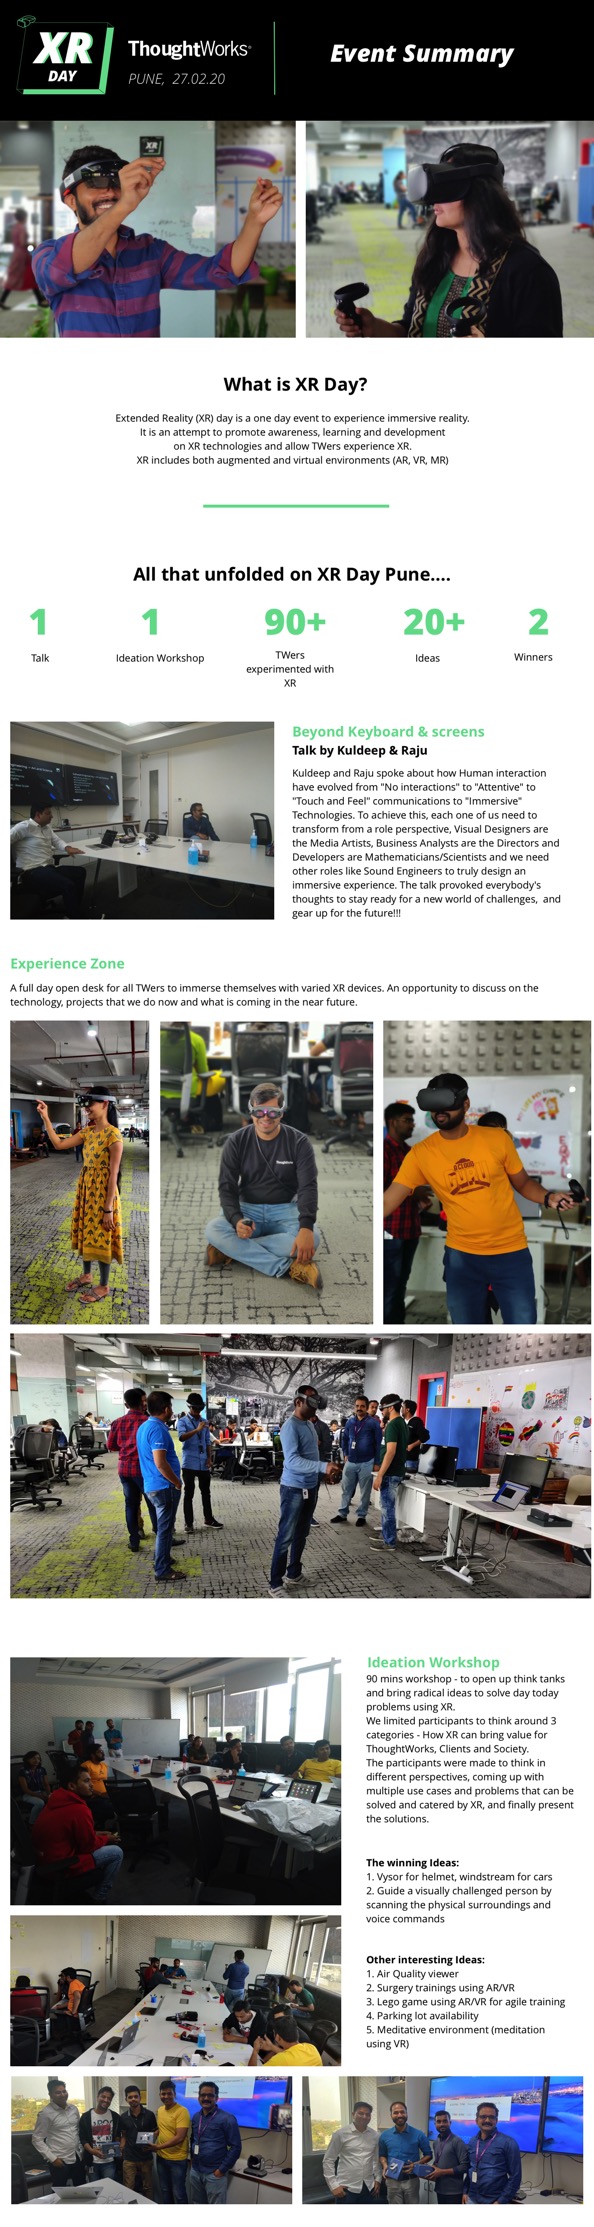 XR
DAY
ThoughtWorks®
PUNE, 27.02.20
Event Summary
What is XR Day?
Extended Reality (XR) day is a one day event to experience immersive reality.
It is an attempt to promote awareness, learning and development
on XR technologies and allow TWers experience XR.
XR includes both augmented and virtual environments (AR, VR, MR)
All that unfolded on XR Day Pune....
1
Talk
1
Ideation Workshop
90+
TWers
experimented with
XR
20+
Ideas
2
Winners
Beyond Keyboard & screens
Talk by Kuldeep & Raju
Kuldeep and Raju spoke about how Human interaction
have evolved from "No interactions" to "Attentive" to
"Touch and Feel" communications to "Immersive"
Technologies. To achieve this, each one of us need to
transform from a role perspective, Visual Designers are
the Media Artists, Business Analysts are the Directors and
Developers are Mathematicians/Scientists and we need
other roles like Sound Engineers to truly design an
immersive experience. The talk provoked everybody's
thoughts to stay ready for a new world of challenges, and
gear up for the future!!!
Experience Zone
A full day open desk for all TWers to immerse themselves with varied XR devices. An opportunity to discuss on the
technology, projects that we do now and what is coming in the near future.
Ideation Workshop
90 mins workshop - to open up think tanks
and bring radical ideas to solve day today
problems using XR.
We limited participants to think around 3
categories - How XR can bring value for
ThoughtWorks, Clients and Society.
The participants were made to think in
different perspectives, coming up with
multiple use cases and problems that can be
solved and catered by XR, and finally present
the solutions.
The winning Ideas:
1. Vysor for helmet, windstream for cars
2. Guide a visually challenged person by
scanning the physical surroundings and
voice commands
Other interesting Ideas:
1. Air Quality viewer
2. Surgery trainings using AR/VR
3. Lego game using AR/VR for agile training
4. Parking lot availability
5. Meditative environment (meditation
using VR)